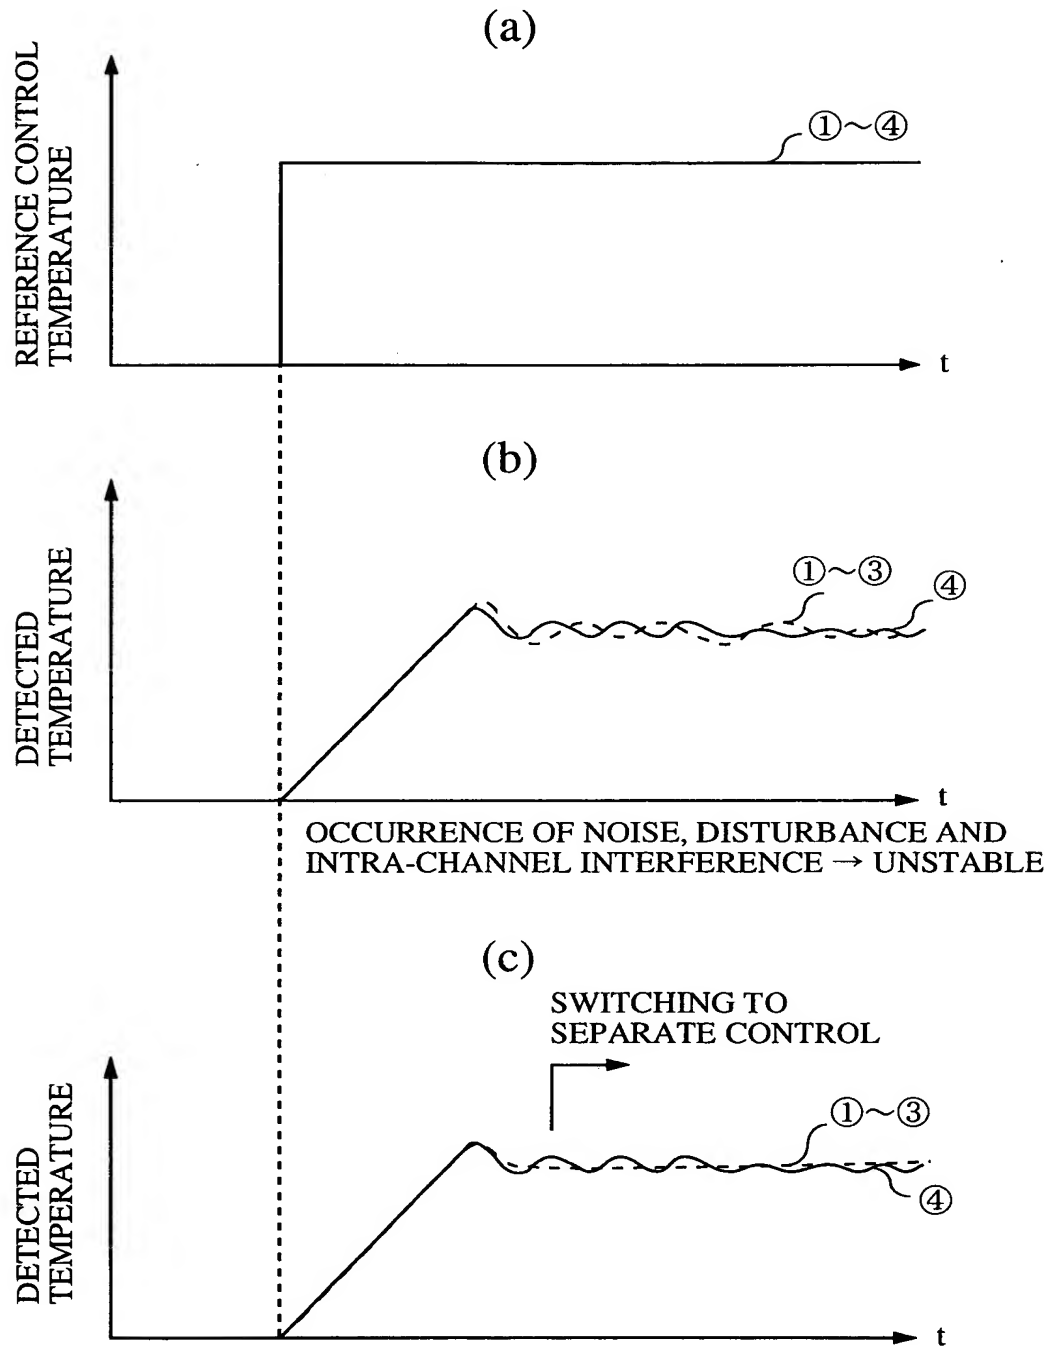 (a)
REFERENCE CONTROL
TEMPERATURE
①~④
t
(b)
DETECTED
TEMPERATURE
①~③
④
t
OCCURRENCE OF NOISE, DISTURBANCE AND
INTRA-CHANNEL INTERFERENCE → UNSTABLE
(c)
SWITCHING TO
SEPARATE CONTROL
DETECTED
TEMPERATURE
①~③
④
t